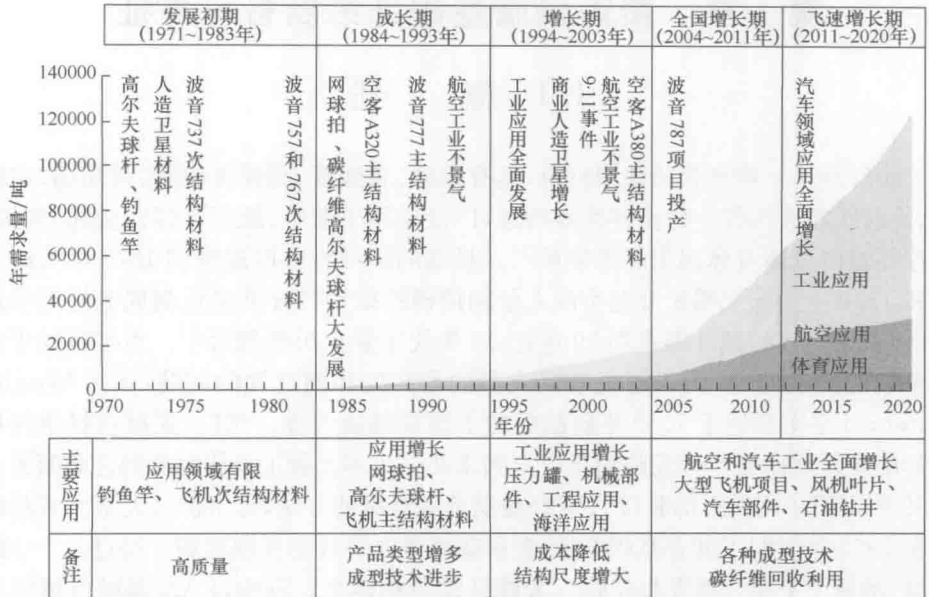 发展初期
(1971~1983年)
成长期
(1984~1993年)
增长期
(1994~2003年)
全国增长期
(2004~2011年)
飞速增长期
(2011~2020年)
年需求量/吨
140000
120000
100000
80000
60000
40000
20000
0
高尔夫球杆、钓鱼竿
人造卫星材料
波音737次结构材料
波音757和767次结构材料
网球拍、碳纤维高尔夫球杆大发展
空客A320主结构材料
波音777主结构材料
航空工业不景气
工业应用全面发展
商业人造卫星增长
9·11事件
航空工业不景气
空客A380主结构材料
波音787项目投产
汽车领域应用全面增长
工业应用
航空应用
体育应用
1970
1975
1980
1985
1990
1995
2000
2005
2010
2015
2020
年份
主要应用
应用领域有限
钓鱼竿、飞机次结构材料
应用增长
网球拍、
高尔夫球杆、
飞机主结构材料
工业应用增长
压力罐、机械部
件、工程应用、
海洋应用
航空和汽车工业全面增长
大型飞机项目、风机叶片、
汽车部件、石油钻井
备注
高质量
产品类型增多
成型技术进步
成本降低
结构尺度增大
各种成型技术
碳纤维回收利用